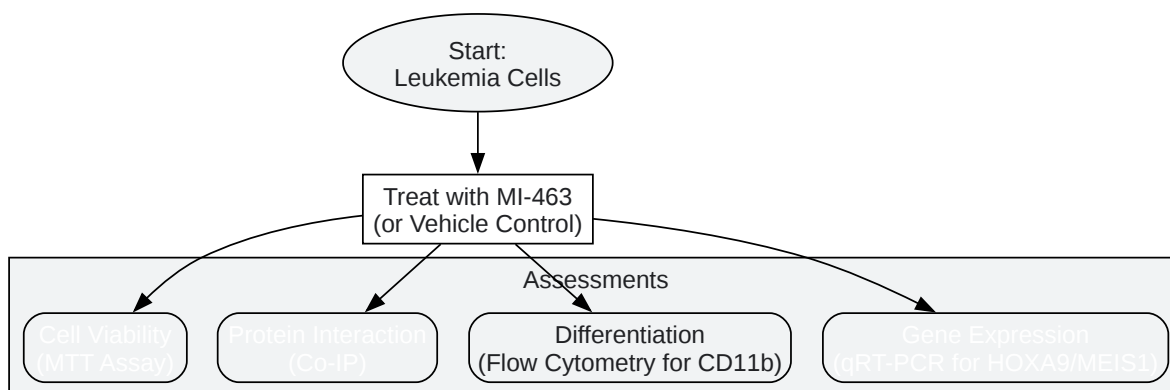 Start:
Leukemia Cells
Treat with MI-463
(or Vehicle Control)
Assessments
Cell Viability
(MTT Assay)
Protein Interaction
(Co-IP)
Differentiation
(Flow Cytometry for CD11b)
Gene Expression
(qRT-PCR for HOXA9/MEIS1)